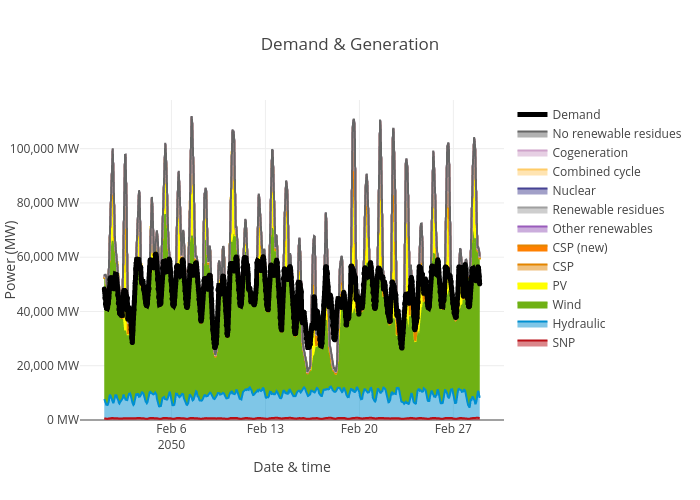 Demand & Generation
Power (MW)
100,000 MW
80,000 MW
60,000 MW
40,000 MW
20,000 MW
0 MW
Feb 6
2050
Feb 13
Feb 20
Feb 27
Date & time
Demand
No renewable residues
Cogeneration
Combined cycle
Nuclear
Renewable residues
Other renewables
CSP (new)
CSP
PV
Wind
Hydraulic
SNP